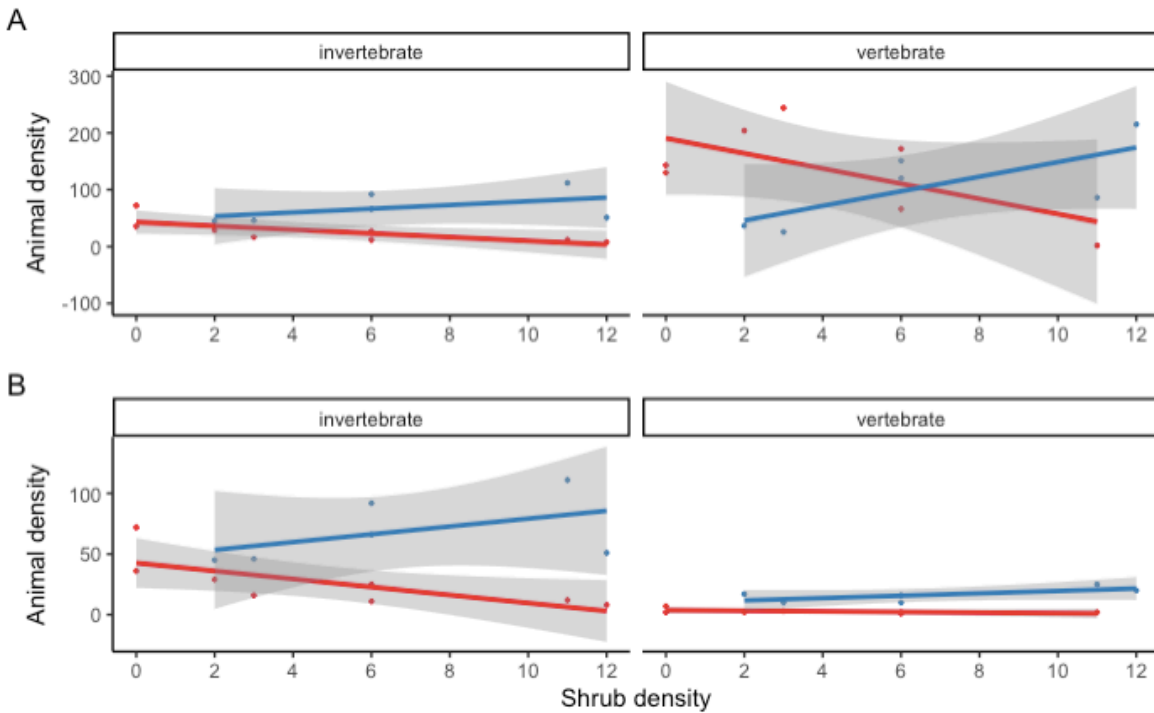 A
invertebrate
vertebrate
Animal density
300
200
100
0
-100
0 2 4 6 8 10 12
0 2 4 6 8 10 12
B
invertebrate
vertebrate
Animal density
100
50
0
0 2 4 6 8 10 12
0 2 4 6 8 10 12
Shrub density